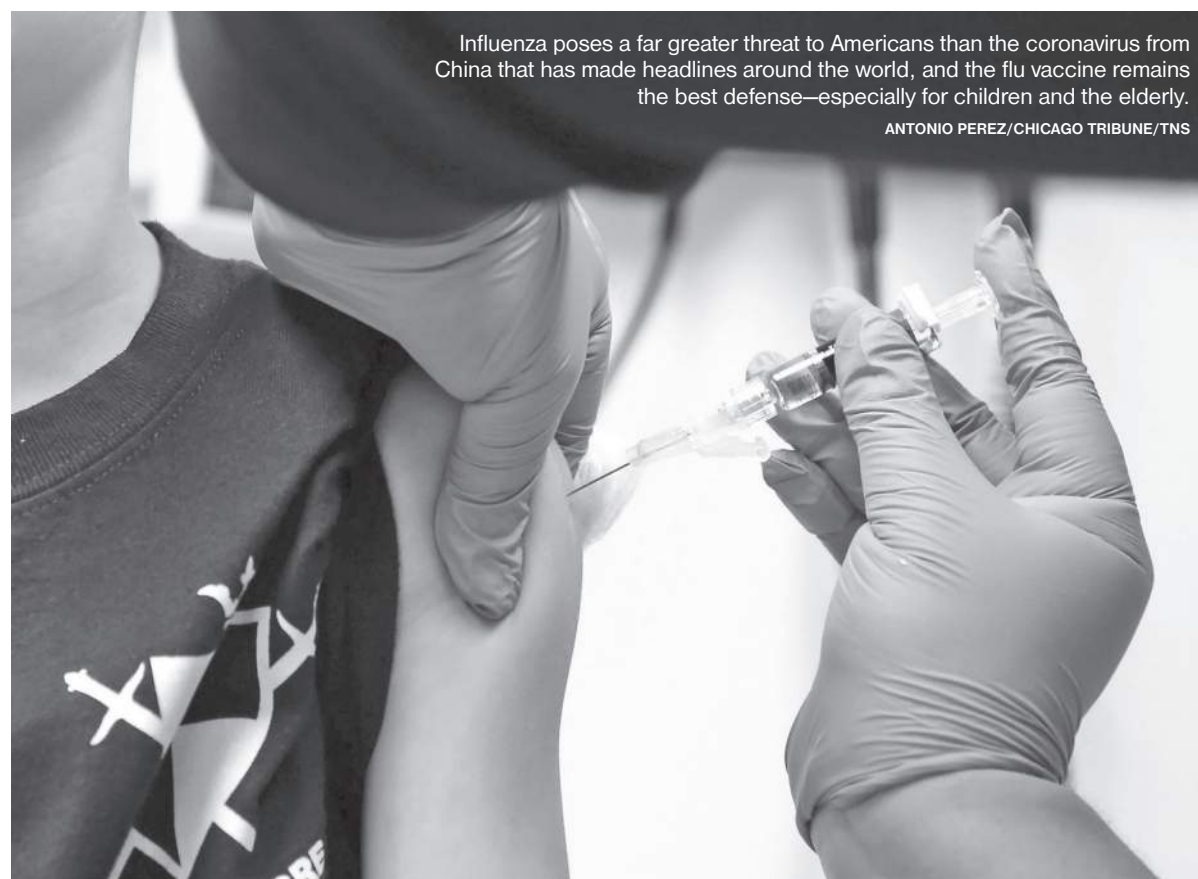 Influenza poses a far greater threat to Americans than the coronavirus from
China that has made headlines around the world, and the flu vaccine remains
the best defense—especially for children and the elderly.
ANTONIO PEREZ/CHICAGO TRIBUNE/TNS